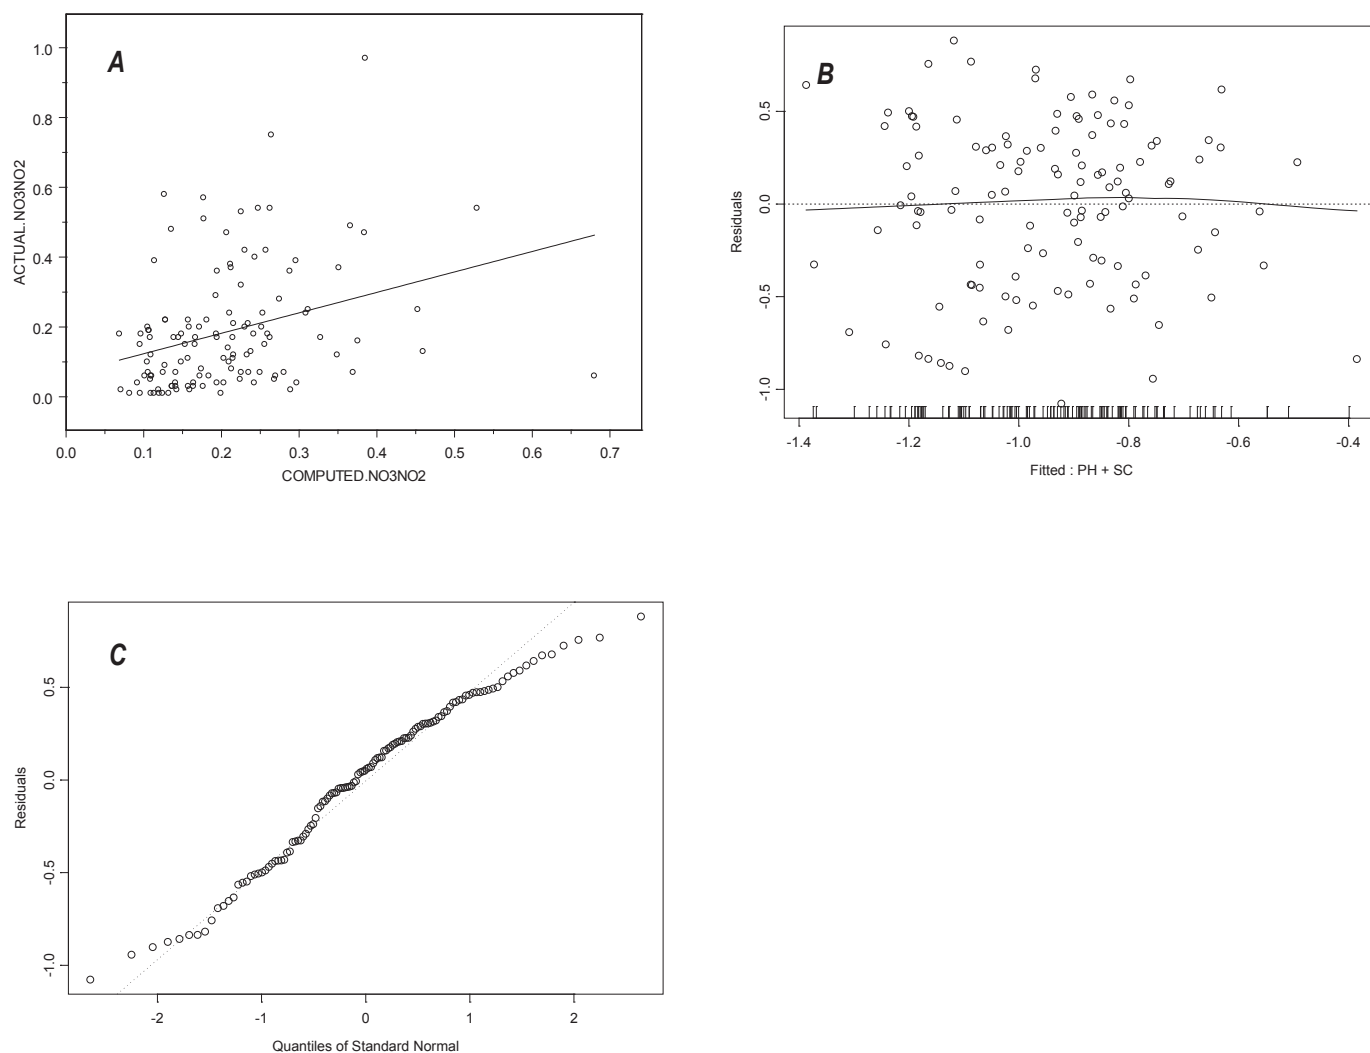 A
ACTUAL.NO3NO2
1.0
0.8
0.6
0.4
0.2
0.0
0.0 0.1 0.2 0.3 0.4 0.5 0.6 0.7
COMPUTED.NO3NO2
B
Residuals
0.5
0.0
-0.5
-1.0
-1.4 -1.2 -1.0 -0.8 -0.6 -0.4
Fitted : PH + SC
C
Residuals
0.5
0.0
-0.5
-1.0
-2 -1 0 1 2
Quantiles of Standard Normal